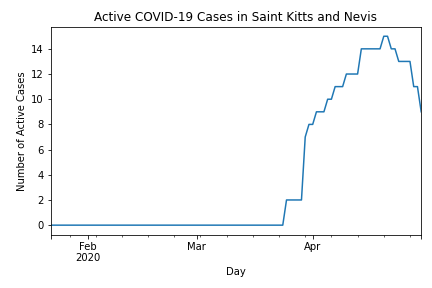 Active COVID-19 Cases in Saint Kitts and Nevis
Number of Active Cases
14
12
10
8
6
4
2
0
Feb
2020
Mar
Apr
Day